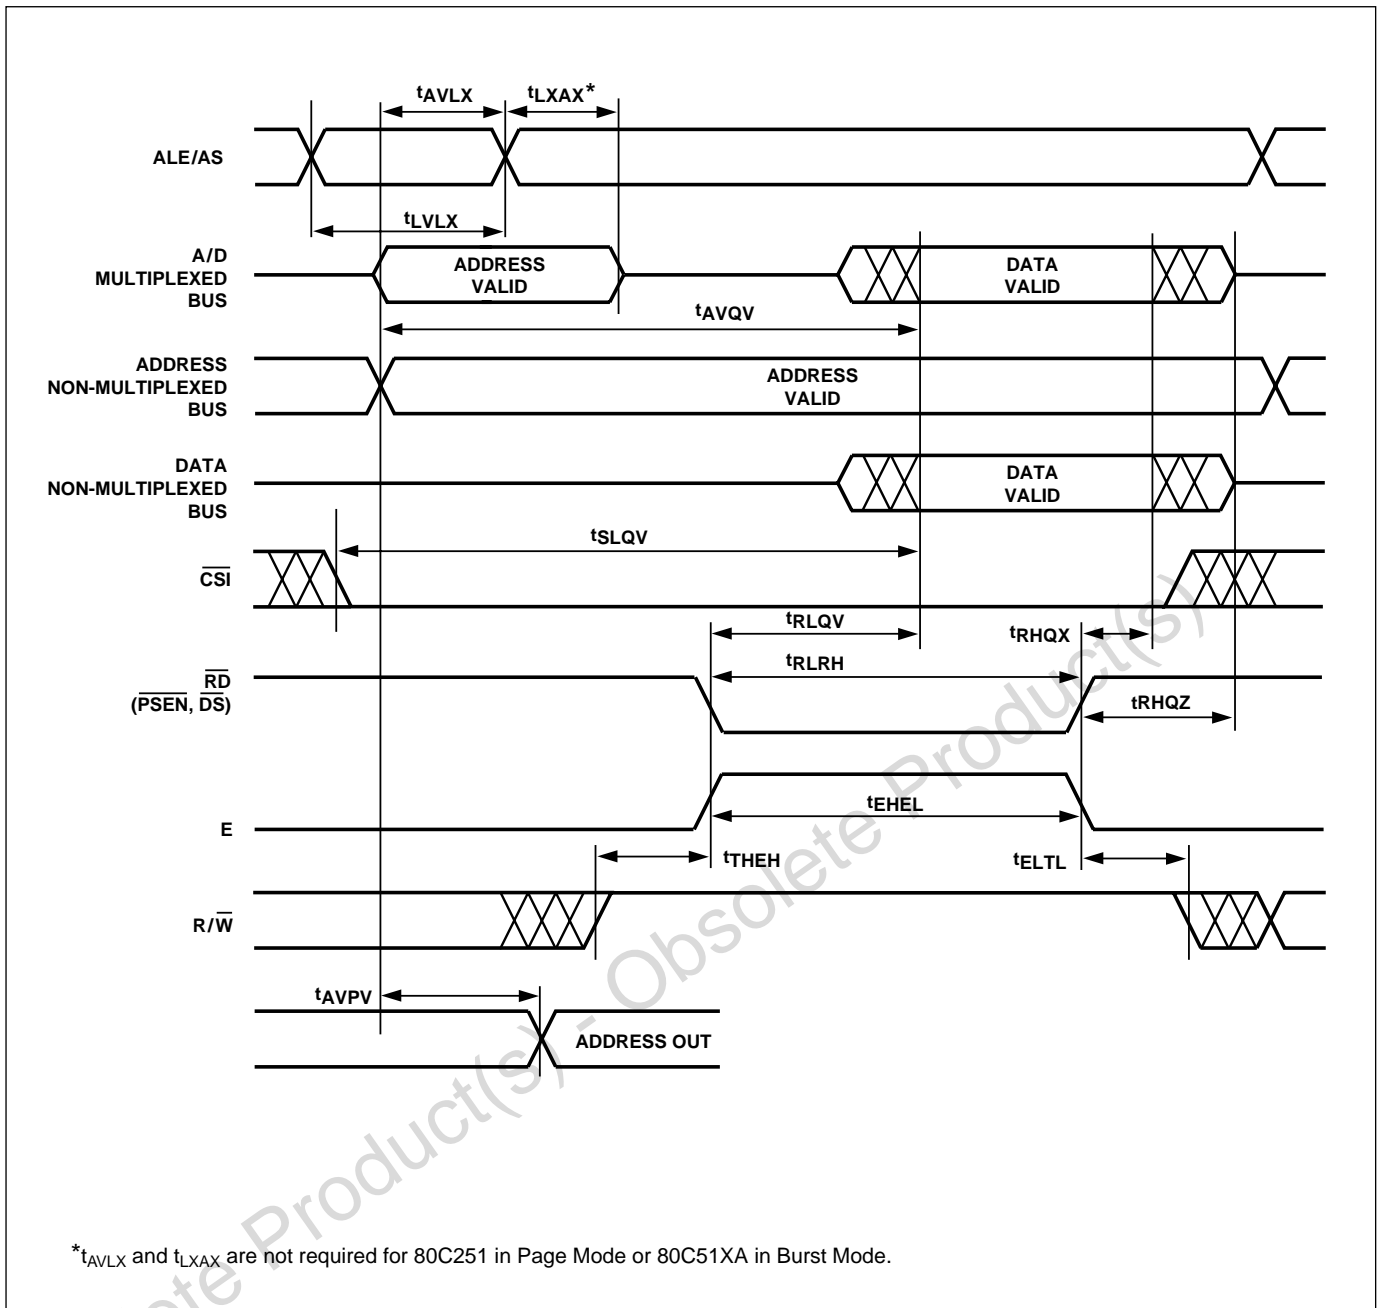 tAVLX
tLXAX*
ALE/AS
tLVLX
A/D
MULTIPLEXED
BUS
ADDRESS
VALID
DATA
VALID
tAVQV
ADDRESS
NON-MULTIPLEXED
BUS
ADDRESS
VALID
DATA
NON-MULTIPLEXED
BUS
DATA
VALID
tSLQV
CSI
tRLQV
tRHQX
tRLRH
RD
(PSEN, DS)
tRHQZ
tEHEL
E
tTHEH
tELTL
R/W
tAVPV
ADDRESS OUT
*tAVLX and tLXAX are not required for 80C251 in Page Mode or 80C51XA in Burst Mode.
ete Product(s) - Obsolete Product(s)